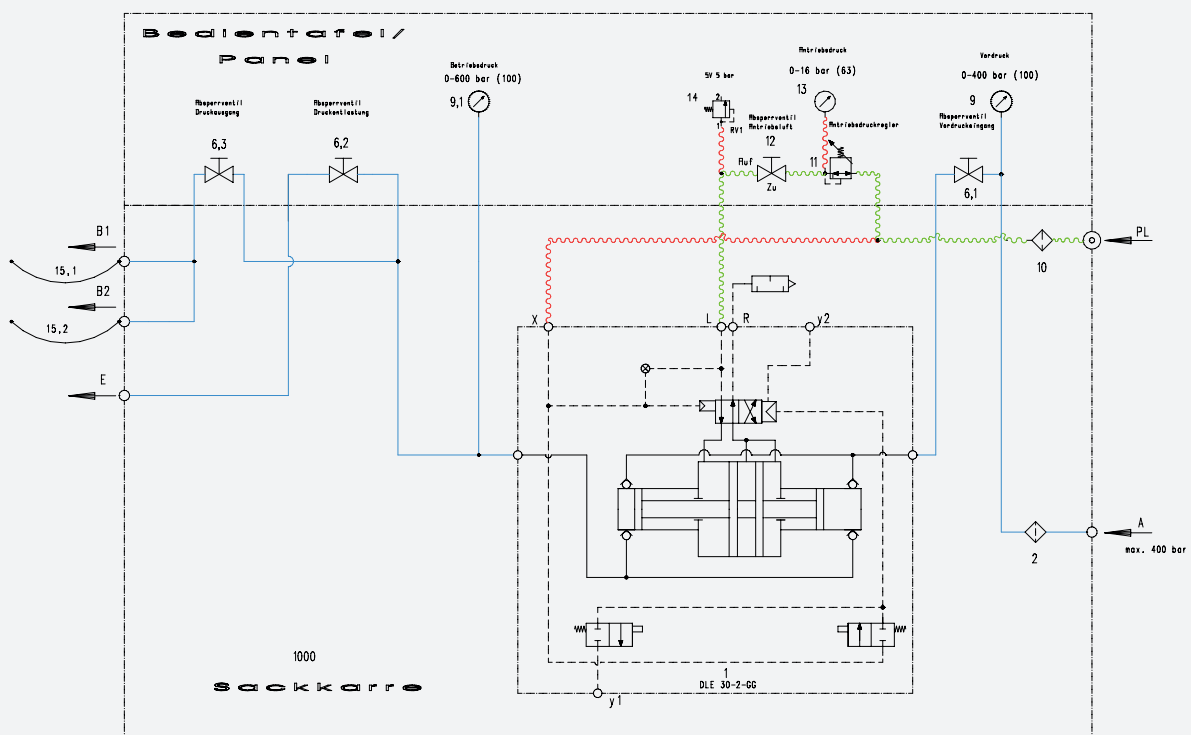 Bedientafel/
Panel
Betriebsdruck
0-600 bar (100)
9,1
Absperrventil
Druckausgang
6,3
Absperrventil
Druckentlastung
6,2
SV 5 bar
14
2
1
RV1
Absperrventil
Antriebsluft
12
Auf
Zu
Antriebsdruck
0-16 bar (63)
13
Antriebsdruckregler
11
Vordruck
0-400 bar (100)
9
Absperrventil
Vordruckeingang
6,1
B1
15,1
B2
15,2
E
PL
10
X
L
R
y2
A
max. 400 bar
2
1
DLE 30-2-GG
y1
1000
Sackkarre